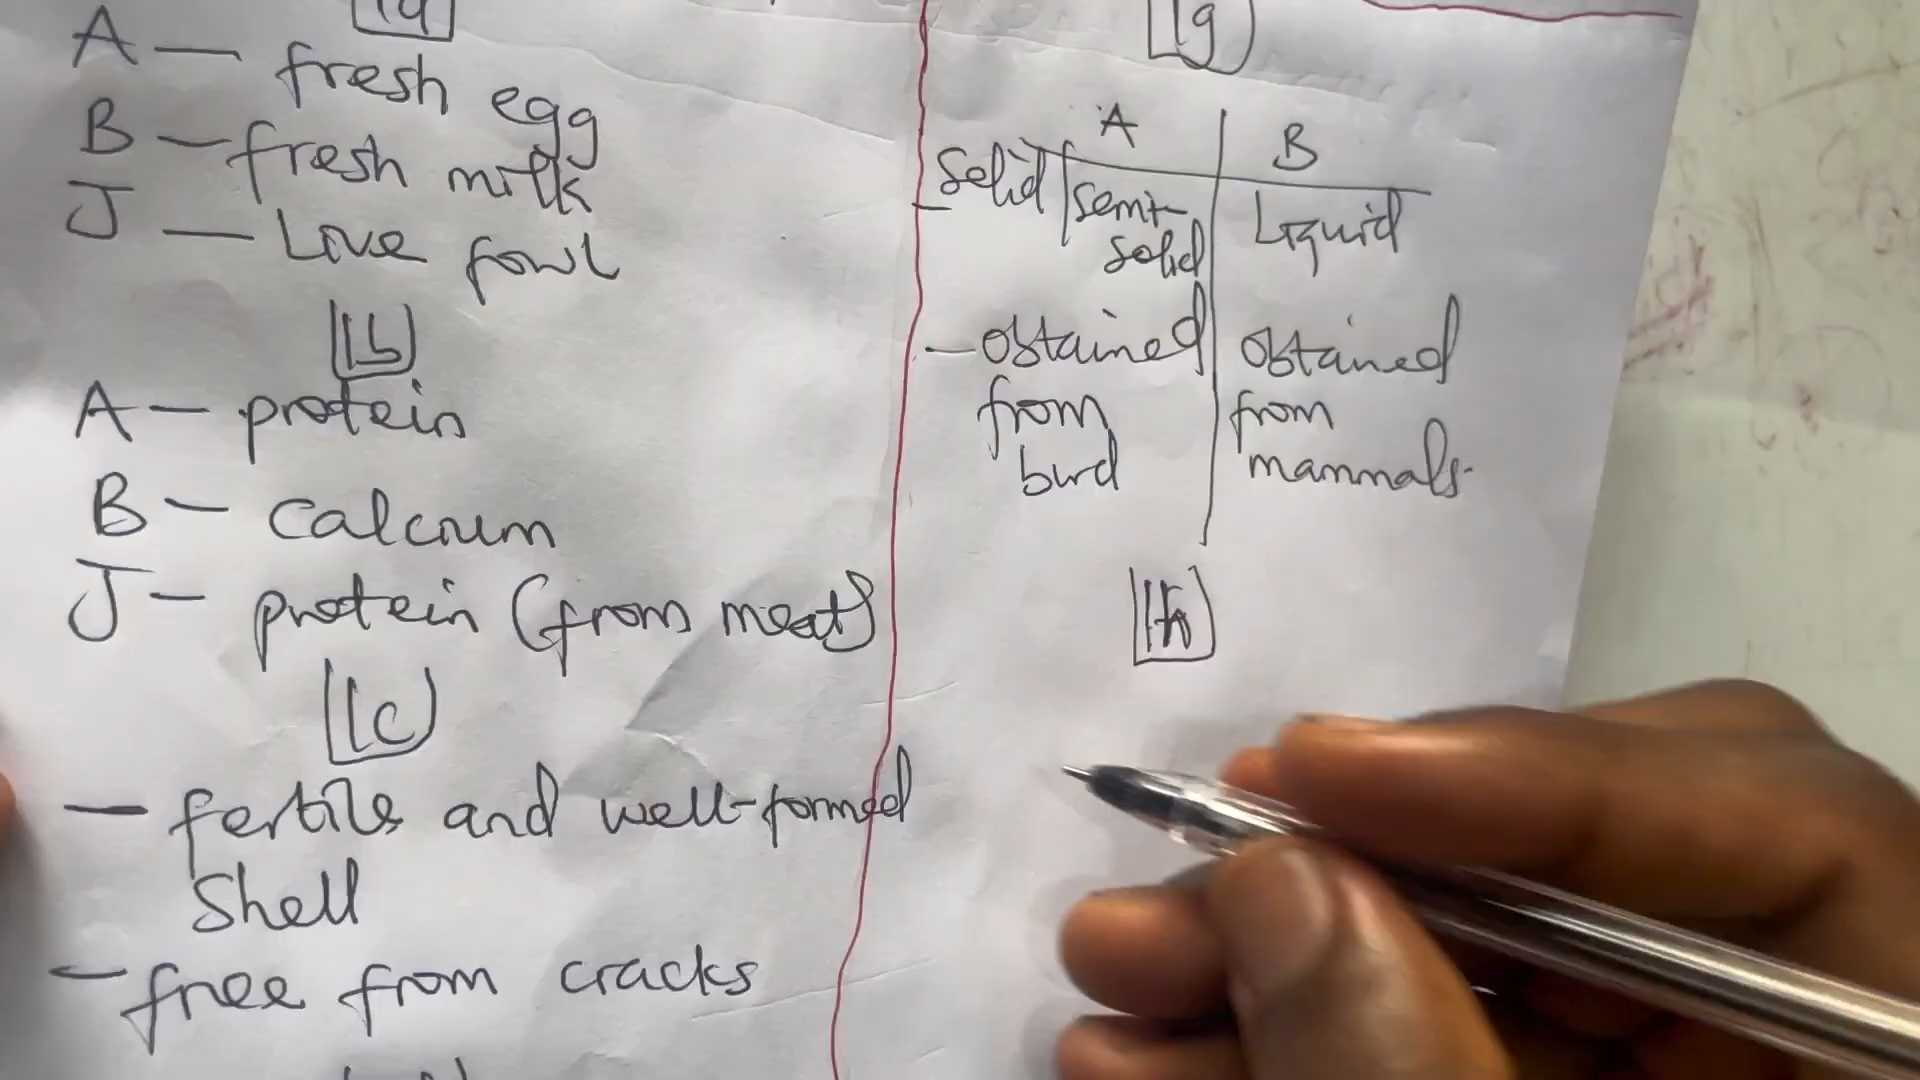 1a
A — fresh egg
B — fresh milk
J — Live fowl
1b
A — protein
B — calcium
J — protein (from meat)
1c
— fertile and well-formed
shell
— free from cracks
1g
A B
— Solid / semi- Liquid
solid
— obtained obtained
from from
bird mammals.
1h